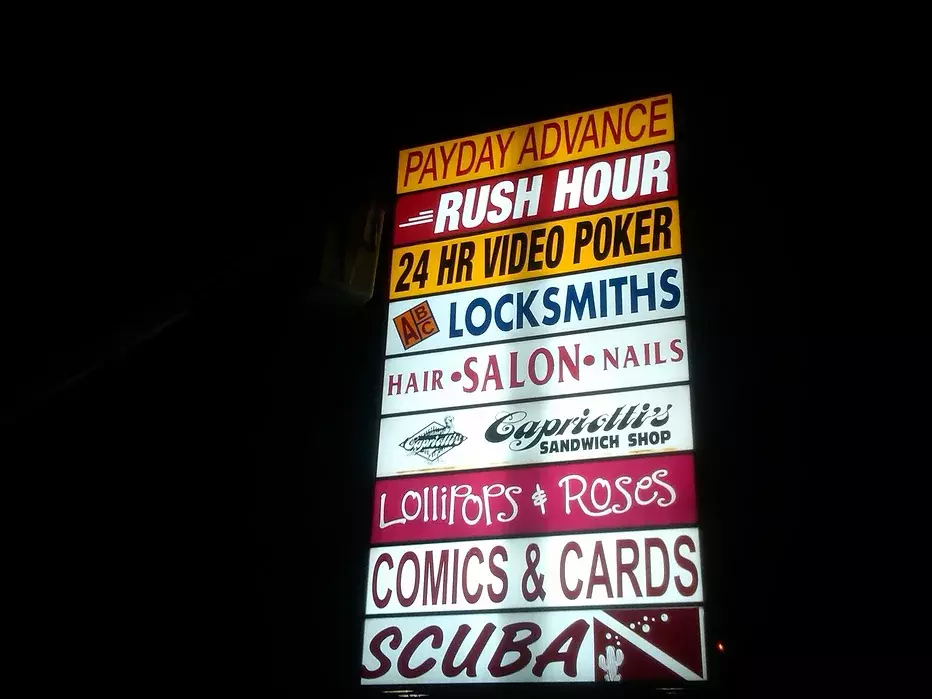 PAYDAY ADVANCE
RUSH HOUR
24 HR VIDEO POKER
ABC LOCKSMITHS
HAIR • SALON • NAILS
Capriotti's Capriotti's
SANDWICH SHOP
LOLLIPOPS & ROSES
COMICS & CARDS
SCUBA